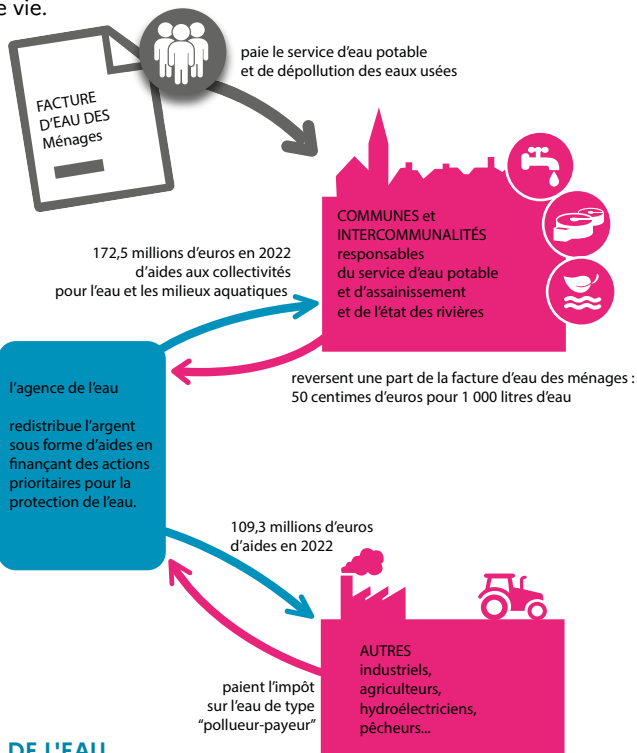 e vie.
FACTURE
D'EAU DES
Ménages
paie le service d'eau potable
et de dépollution des eaux usées
COMMUNES et
INTERCOMMUNALITÉS
responsables
du service d'eau potable
et d'assainissement
et de l'état des rivières
172,5 millions d'euros en 2022
d'aides aux collectivités
pour l'eau et les milieux aquatiques
reversent une part de la facture d'eau des ménages :
50 centimes d'euros pour 1 000 litres d'eau
l'agence de l'eau
redistribue l'argent
sous forme d'aides en
finançant des actions
prioritaires pour la
protection de l'eau.
109,3 millions d'euros
d'aides en 2022
AUTRES
industriels,
agriculteurs,
hydroélectriciens,
pêcheurs...
paient l'impôt
sur l'eau de type
"pollueur-payeur"
DE L'EAU